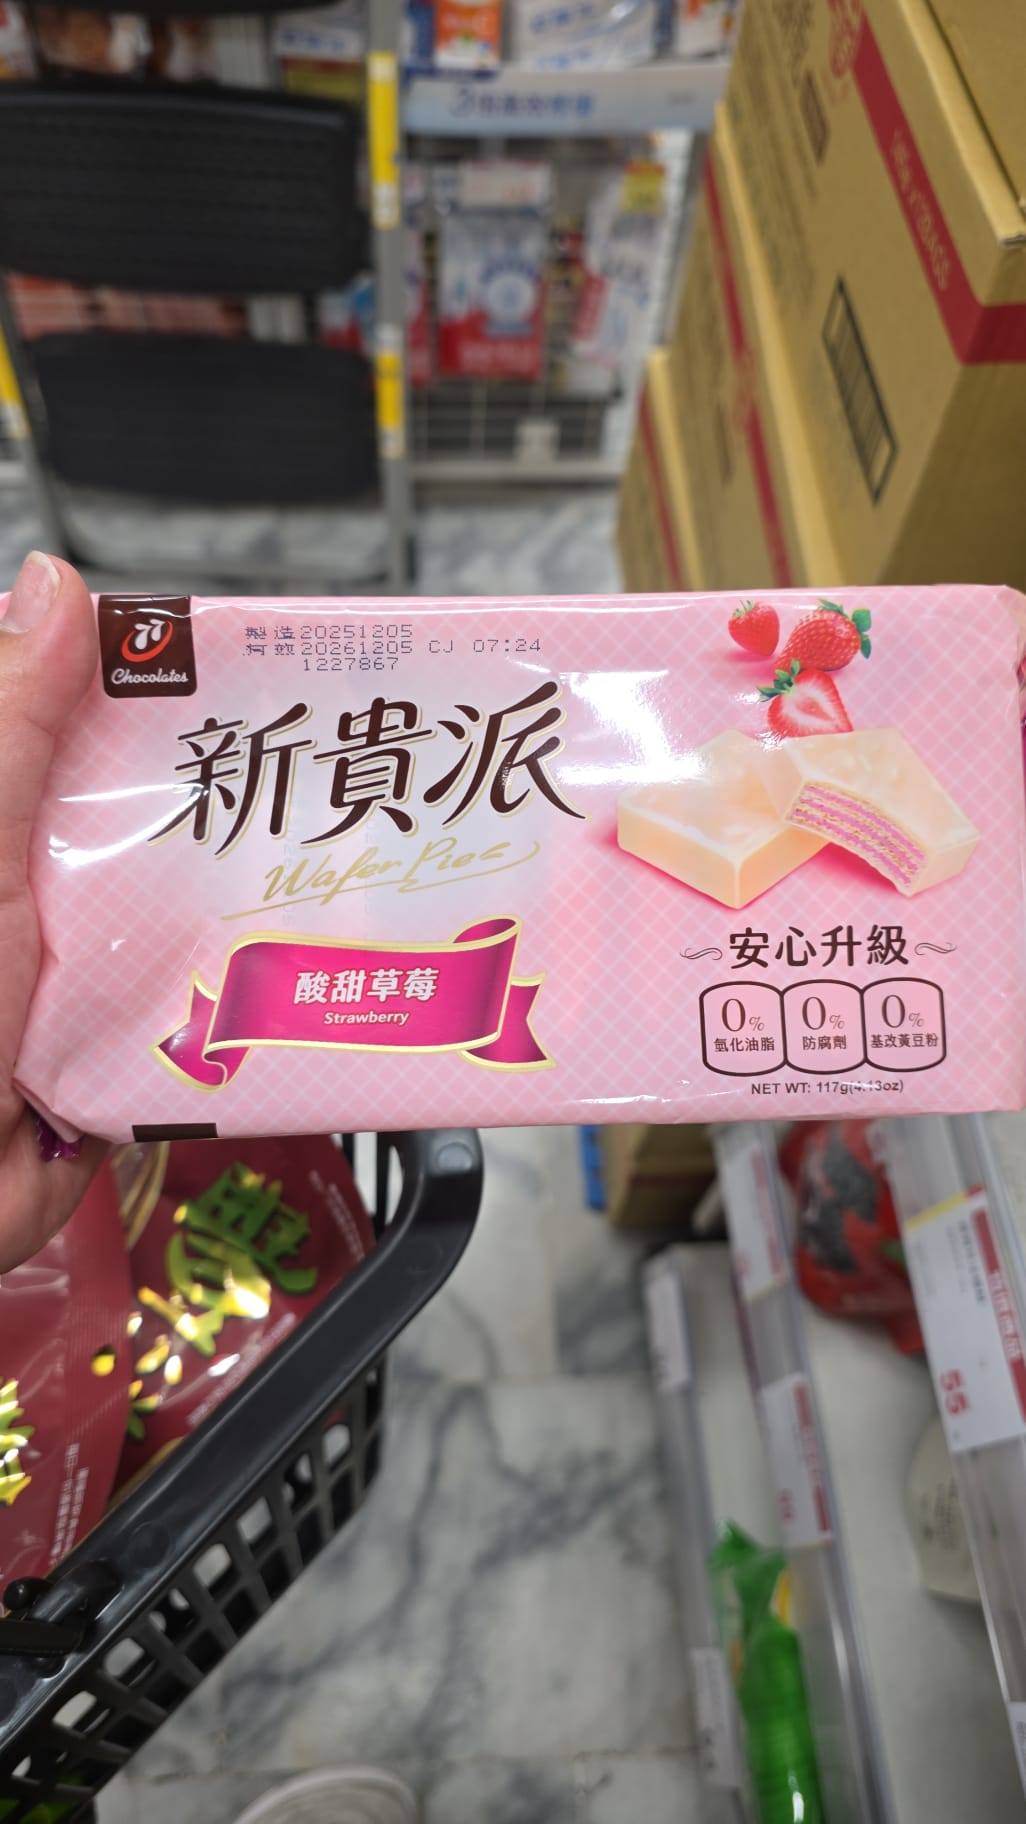 77
Chocolates
製造20251205
有效20261205 CJ 07:24
1227867
新貴派
Wafer Pies
酸甜草莓
Strawberry
安心升級
0%
氫化油脂
0%
防腐劑
0%
基改黃豆粉
NET WT: 117g(4.13oz)
55